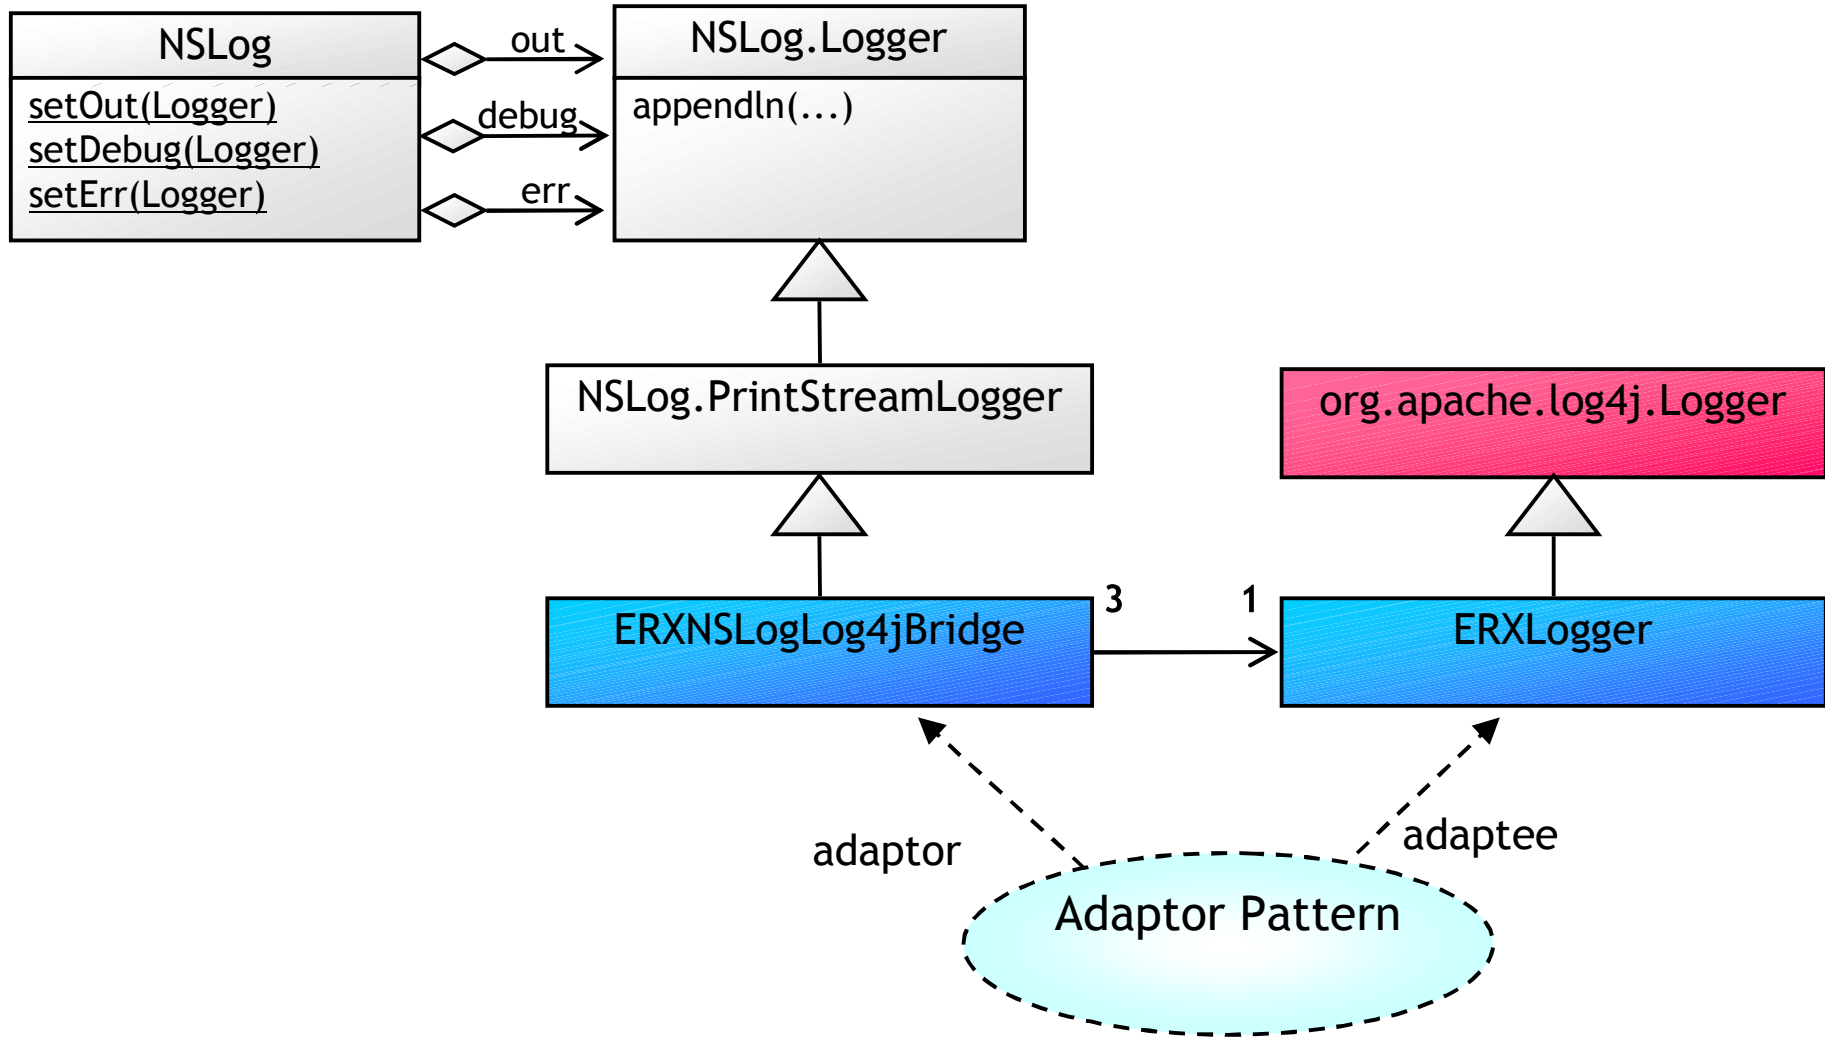 NSLog
out
NSLog.Logger
setOut(Logger)
debug
appendln(...)
setDebug(Logger)
setErr(Logger)
err
NSLog.PrintStreamLogger
org.apache.log4j.Logger
3
1
ERXNSLogLog4jBridge
ERXLogger
adaptor
adaptee
Adaptor Pattern